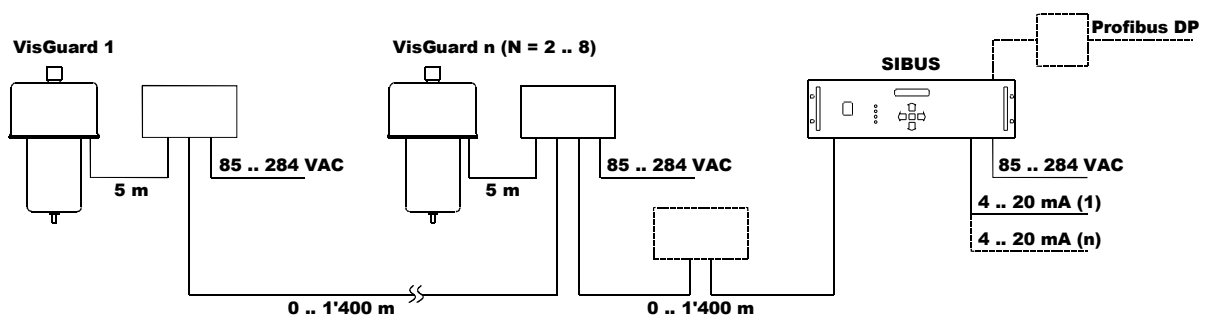 Profibus DP
VisGuard 1
VisGuard n (N = 2 .. 8)
SIBUS
85 .. 284 VAC
85 .. 284 VAC
85 .. 284 VAC
5 m
5 m
4 .. 20 mA (1)
4 .. 20 mA (n)
0 .. 1'400 m
0 .. 1'400 m